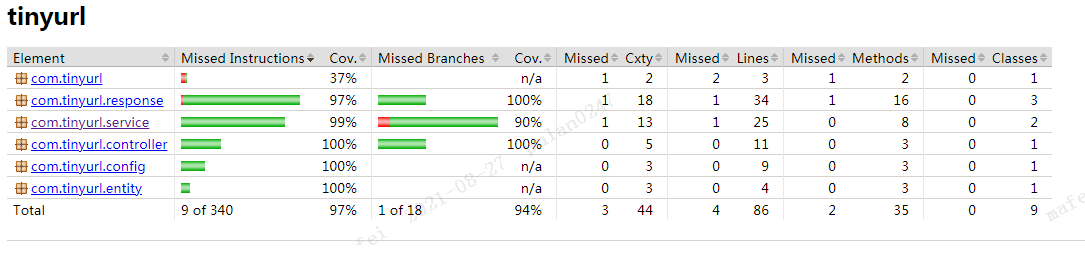 tinyurl
Element Missed Instructions Cov. Missed Branches Cov. Missed Cxty Missed Lines Missed Methods Missed Classes
com.tinyurl 37% n/a 1 2 2 3 1 2 0 1
com.tinyurl.response 97% 100% 1 18 1 34 1 16 0 3
com.tinyurl.service 99% 90% 1 13 1 25 0 8 0 2
com.tinyurl.controller 100% 100% 0 5 0 11 0 3 0 1
com.tinyurl.config 100% n/a 0 3 0 9 0 3 0 1
com.tinyurl.entity 100% n/a 0 3 0 4 0 3 0 1
Total 9 of 340 97% 1 of 18 94% 3 44 4 86 2 35 0 9